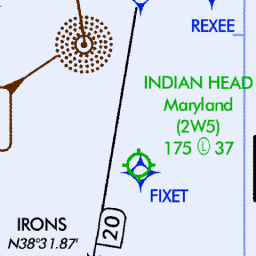 REXEE
INDIAN HEAD
Maryland
(2W5)
175 Ⓛ 37
FIXET
20
IRONS
N38°31.87'